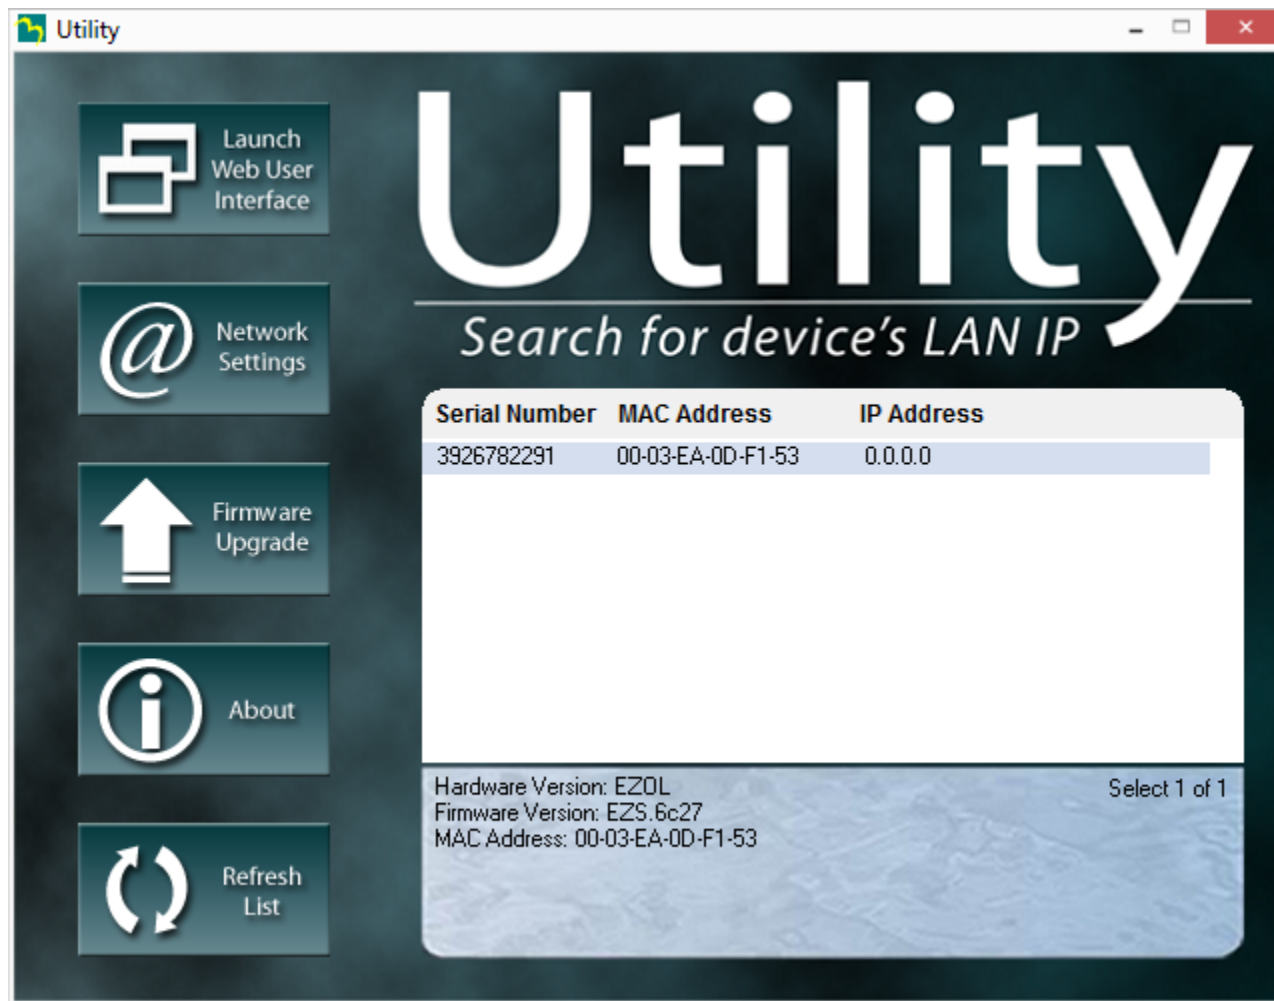 Utility
Launch
Web User
Interface
Network
Settings
Firmware
Upgrade
About
Refresh
List
Utility
Search for device's LAN IP
Serial Number MAC Address IP Address
3926782291 00-03-EA-0D-F1-53 0.0.0.0
Hardware Version: EZOL
Select 1 of 1
Firmware Version: EZS.6c27
MAC Address: 00-03-EA-0D-F1-53